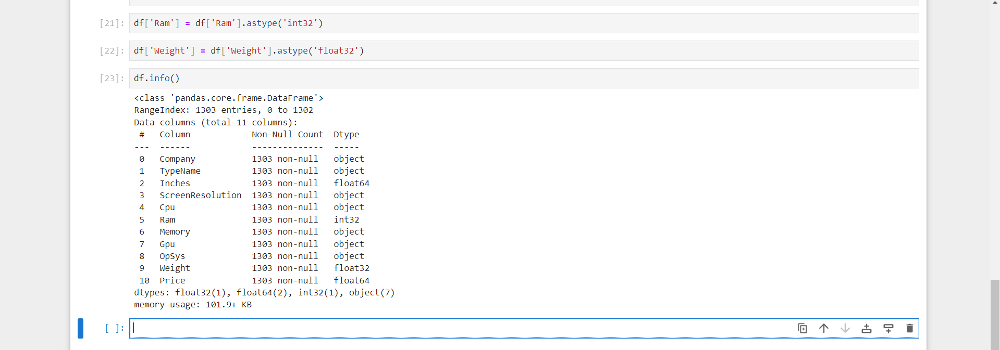 [21]: df['Ram'] = df['Ram'].astype('int32')
[22]: df['Weight'] = df['Weight'].astype('float32')
[23]: df.info()
<class 'pandas.core.frame.DataFrame'>
RangeIndex: 1303 entries, 0 to 1302
Data columns (total 11 columns):
 #   Column            Non-Null Count  Dtype
---  ------            --------------  -----
 0   Company           1303 non-null   object
 1   TypeName          1303 non-null   object
 2   Inches            1303 non-null   float64
 3   ScreenResolution  1303 non-null   object
 4   Cpu               1303 non-null   object
 5   Ram               1303 non-null   int32
 6   Memory            1303 non-null   object
 7   Gpu               1303 non-null   object
 8   OpSys             1303 non-null   object
 9   Weight            1303 non-null   float32
 10  Price             1303 non-null   float64
dtypes: float32(1), float64(2), int32(1), object(7)
memory usage: 101.9+ KB
[ ]: